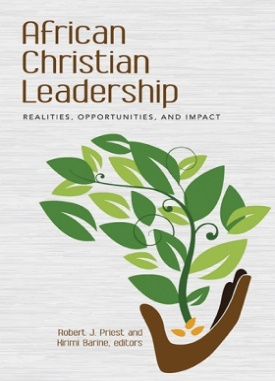 African
Christian
Leadership
REALITIES, OPPORTUNITIES, AND IMPACT
Robert J. Priest and
Kirimi Barine, editors